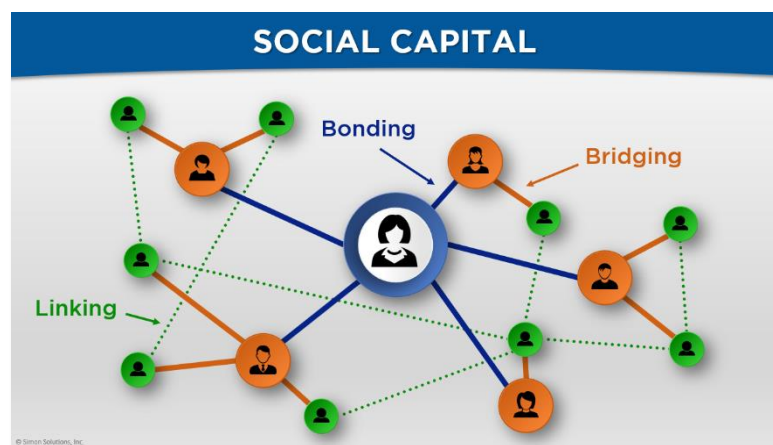 SOCIAL CAPITAL
Bonding
Bridging
Linking
© Simon Solutions, Inc.